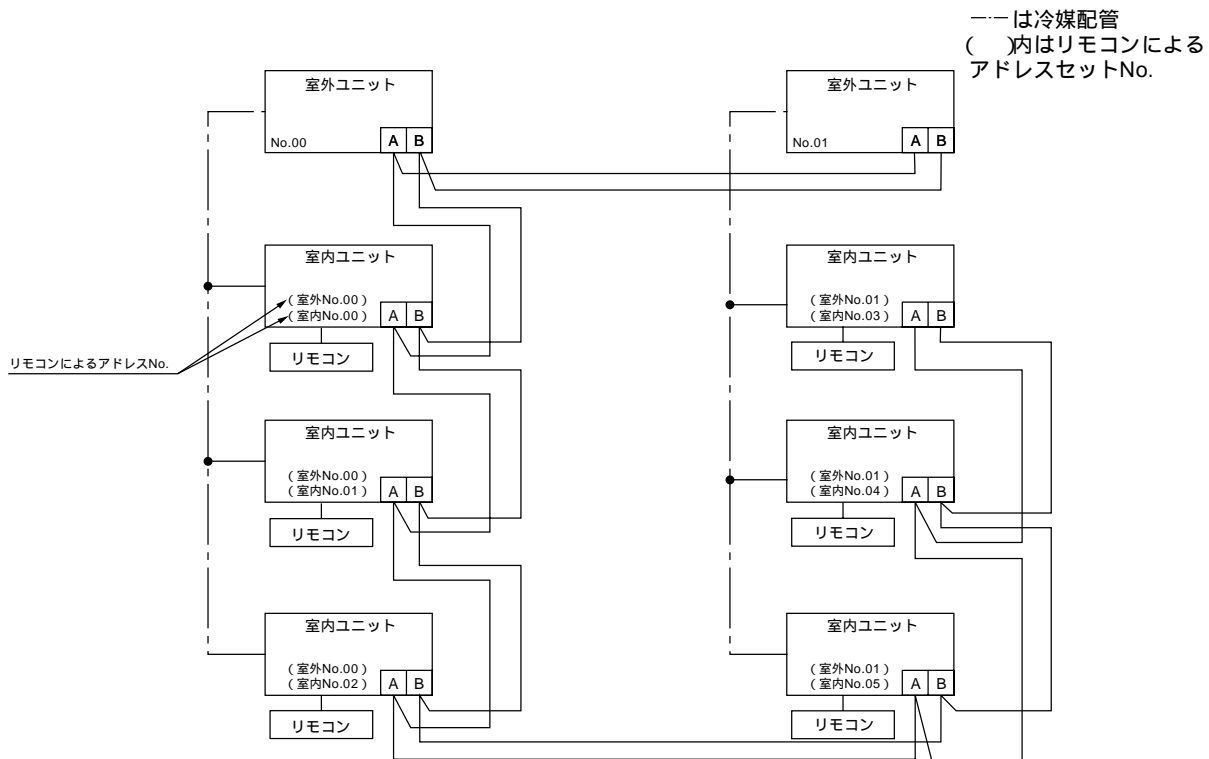 ―・―は冷媒配管
(　)内はリモコンによる
アドレスセットNo.
室外ユニット
No.00
A B
室外ユニット
No.01
A B
室内ユニット
(室外No.00)
(室内No.00)
A B
リモコン
リモコンによるアドレスNo.
室内ユニット
(室外No.01)
(室内No.03)
A B
リモコン
室内ユニット
(室外No.00)
(室内No.01)
A B
リモコン
室内ユニット
(室外No.01)
(室内No.04)
A B
リモコン
室内ユニット
(室外No.00)
(室内No.02)
A B
リモコン
室内ユニット
(室外No.01)
(室内No.05)
A B
リモコン